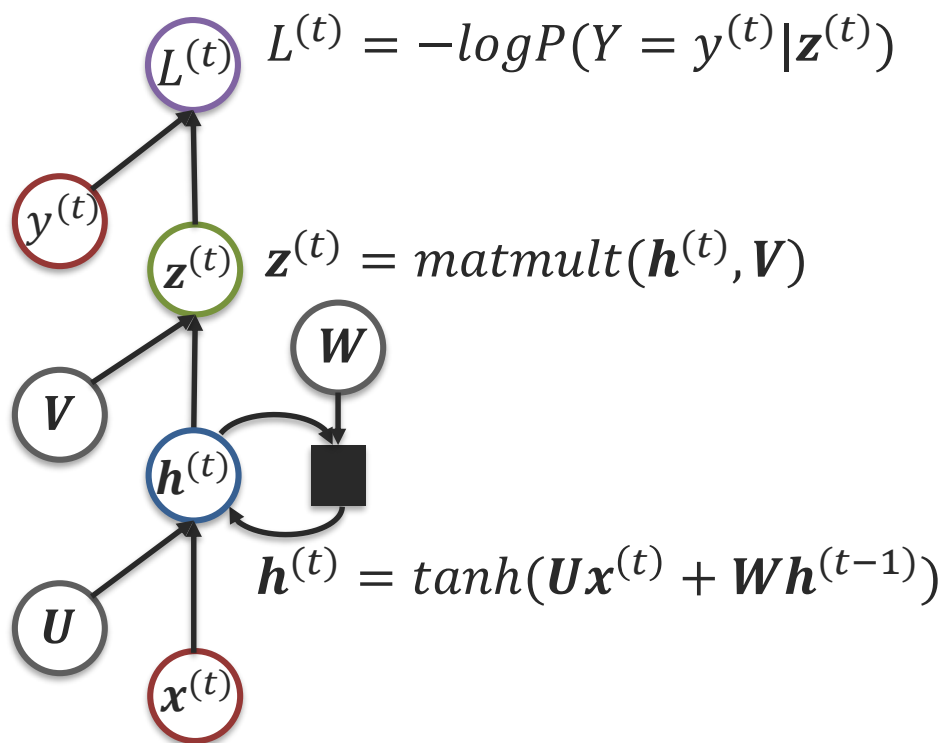 L^(t) L^(t) = −logP(Y = y^(t)|z^(t))
y^(t)
z^(t) z^(t) = matmult(h^(t), V)
W
V
h^(t)
h^(t) = tanh(Ux^(t) + Wh^(t−1))
U
x^(t)